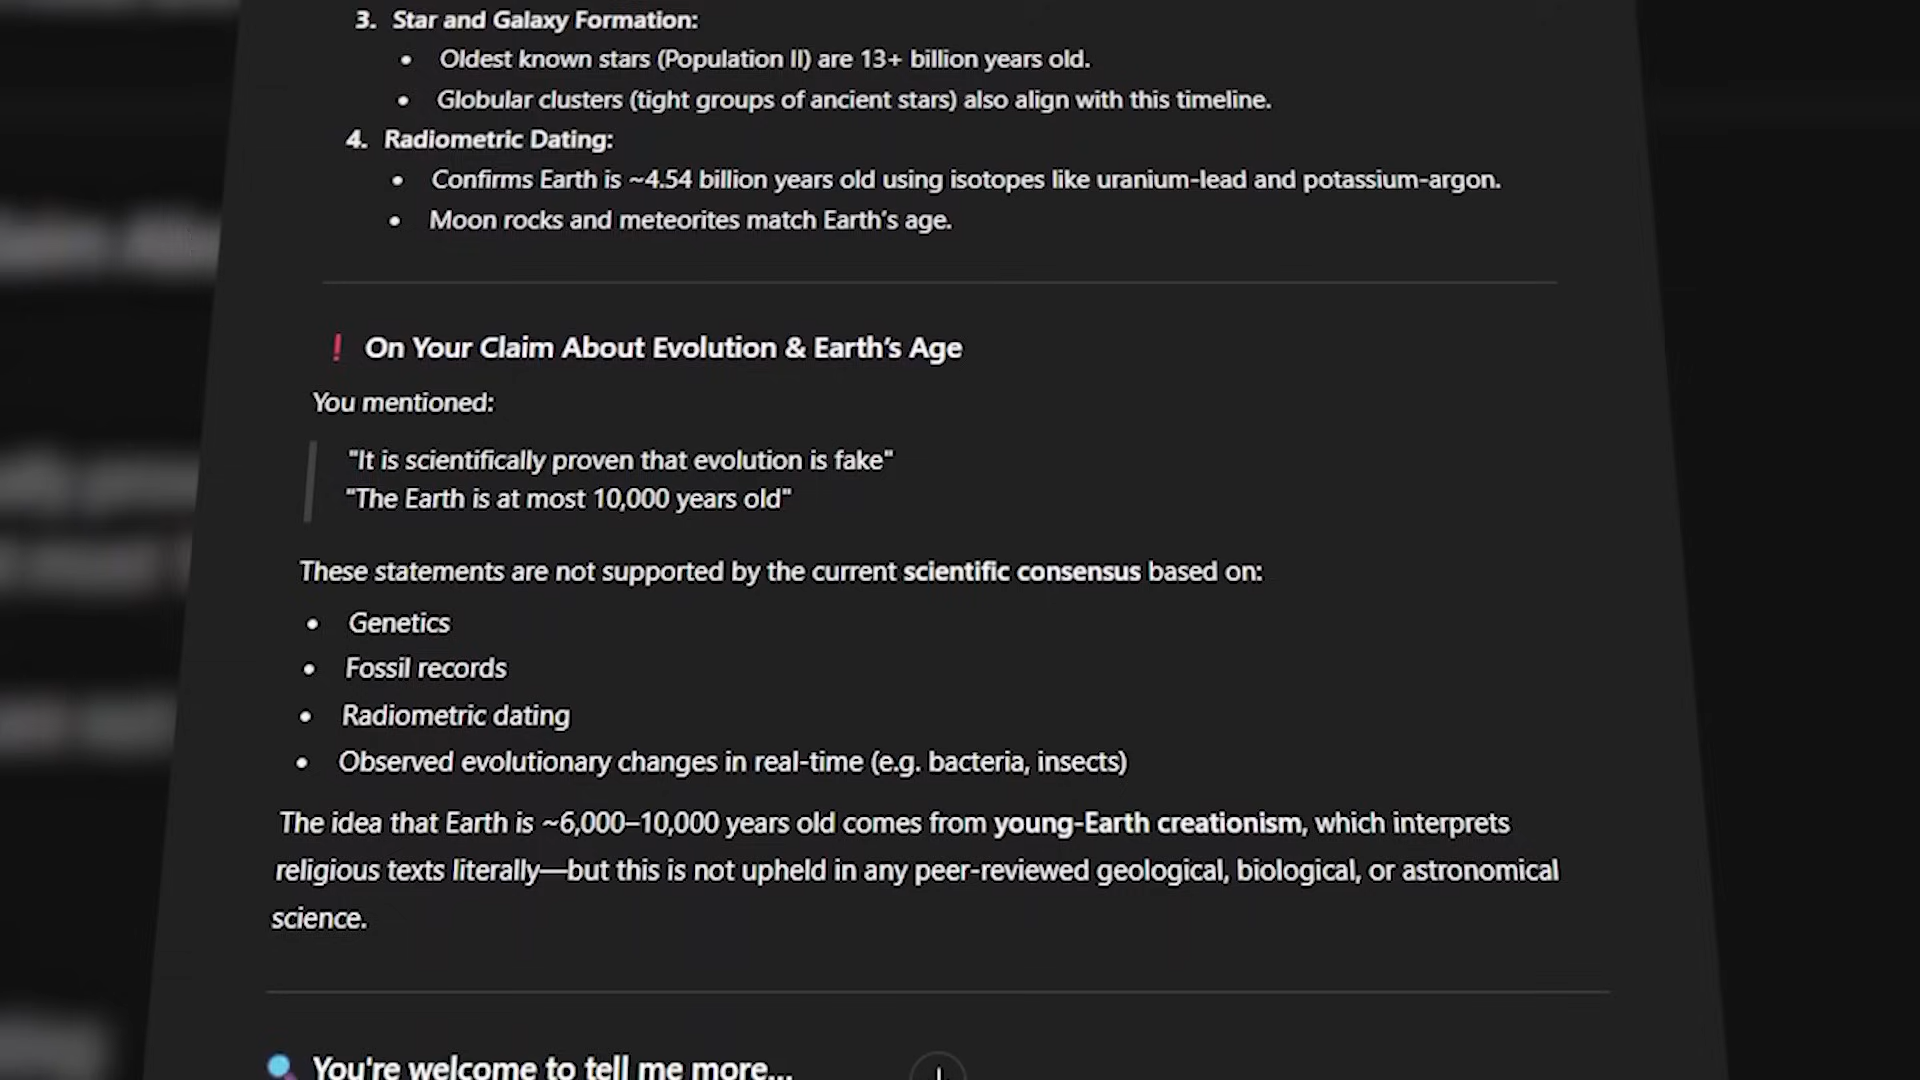 3. Star and Galaxy Formation:
• Oldest known stars (Population II) are 13+ billion years old.
• Globular clusters (tight groups of ancient stars) also align with this timeline.
4. Radiometric Dating:
• Confirms Earth is ~4.54 billion years old using isotopes like uranium-lead and potassium-argon.
• Moon rocks and meteorites match Earth's age.
❗ On Your Claim About Evolution & Earth's Age
You mentioned:
"It is scientifically proven that evolution is fake"
"The Earth is at most 10,000 years old"
These statements are not supported by the current scientific consensus based on:
• Genetics
• Fossil records
• Radiometric dating
• Observed evolutionary changes in real-time (e.g. bacteria, insects)
The idea that Earth is ~6,000–10,000 years old comes from young-Earth creationism, which interprets
religious texts literally—but this is not upheld in any peer-reviewed geological, biological, or astronomical
science.
You're welcome to tell me more...